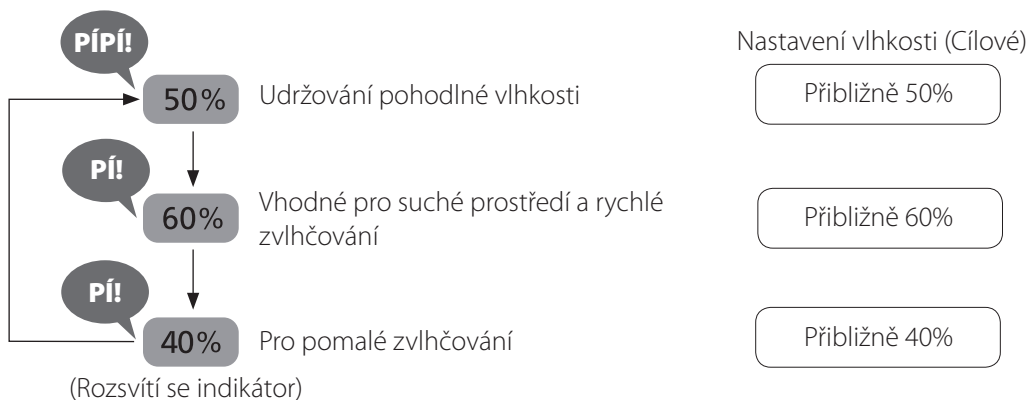 PÍPÍ!
Nastavení vlhkosti (Cílové)
50%
Udržování pohodlné vlhkosti
Přibližně 50%
PÍ!
60%
Vhodné pro suché prostředí a rychlé
zvlhčování
Přibližně 60%
PÍ!
40%
Pro pomalé zvlhčování
Přibližně 40%
(Rozsvítí se indikátor)